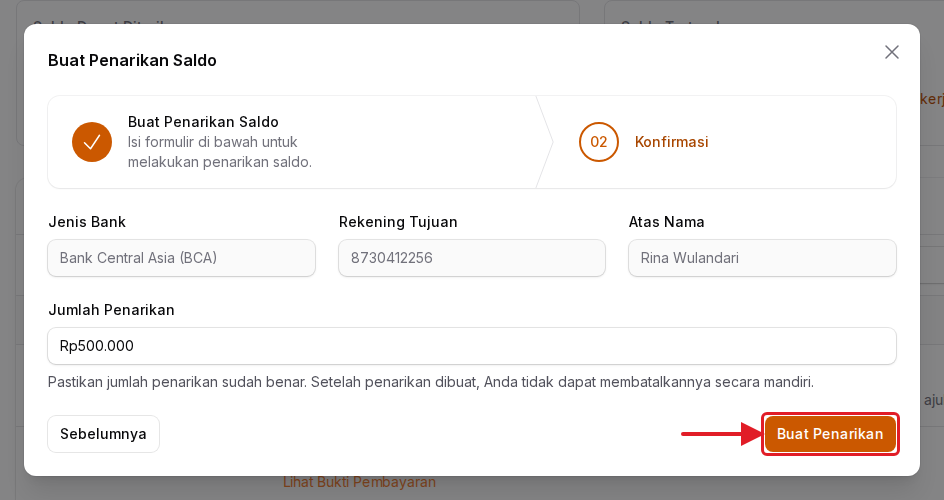 Buat Penarikan Saldo
Buat Penarikan Saldo
Isi formulir di bawah untuk
melakukan penarikan saldo.
02
Konfirmasi
Jenis Bank
Rekening Tujuan
Atas Nama
Bank Central Asia (BCA)
8730412256
Rina Wulandari
Jumlah Penarikan
Rp500.000
Pastikan jumlah penarikan sudah benar. Setelah penarikan dibuat, Anda tidak dapat membatalkannya secara mandiri.
Sebelumnya
Buat Penarikan
Lihat Bukti Pembayaran